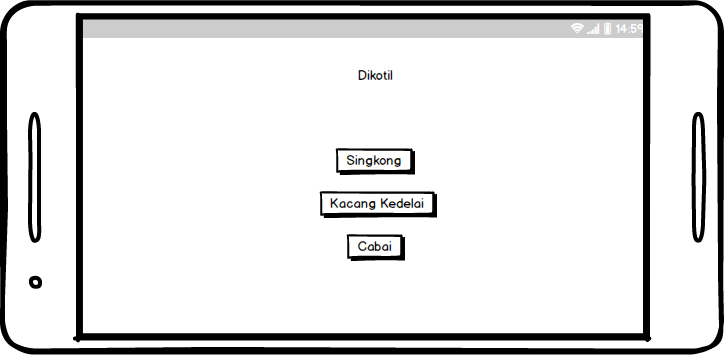 14:59
Dikotil
Singkong
Kacang Kedelai
Cabai